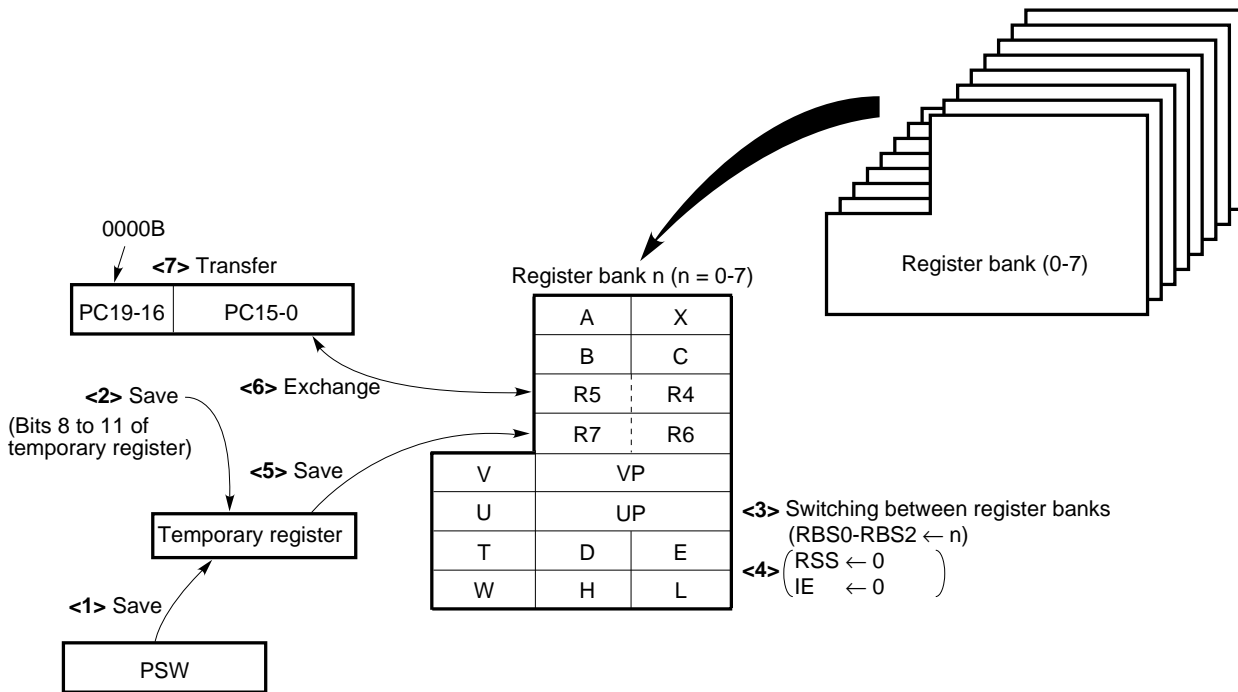 Register bank (0-7)
0000B
<7> Transfer
PC19-16 PC15-0
Register bank n (n = 0-7)
A X
B C
R5 R4
R7 R6
V VP
U UP
T D E
W H L
<6> Exchange
<2> Save
(Bits 8 to 11 of
temporary register)
<5> Save
Temporary register
<1> Save
PSW
<3> Switching between register banks
(RBS0-RBS2 ← n)
<4> (RSS ← 0
IE ← 0)